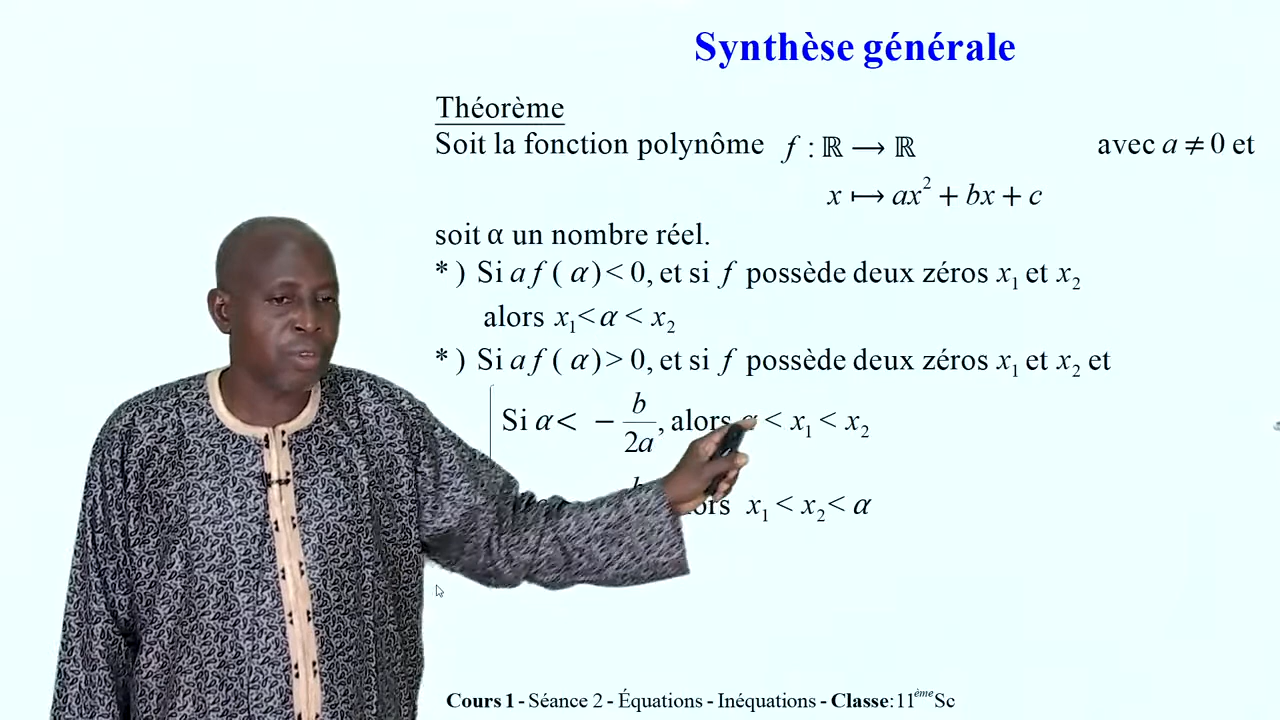 Synthèse générale
Théorème
Soit la fonction polynôme f : ℝ ⟶ ℝ avec a ≠ 0 et
x ⟼ ax² + bx + c
soit α un nombre réel.
* ) Si a f ( α ) < 0, et si f possède deux zéros x₁ et x₂
alors x₁ < α < x₂
* ) Si a f ( α ) > 0, et si f possède deux zéros x₁ et x₂ et
Si α < − b/2a, alors α < x₁ < x₂
x₁ < x₂ < α
Cours 1 - Séance 2 - Équations - Inéquations - Classe: 11ème Sc